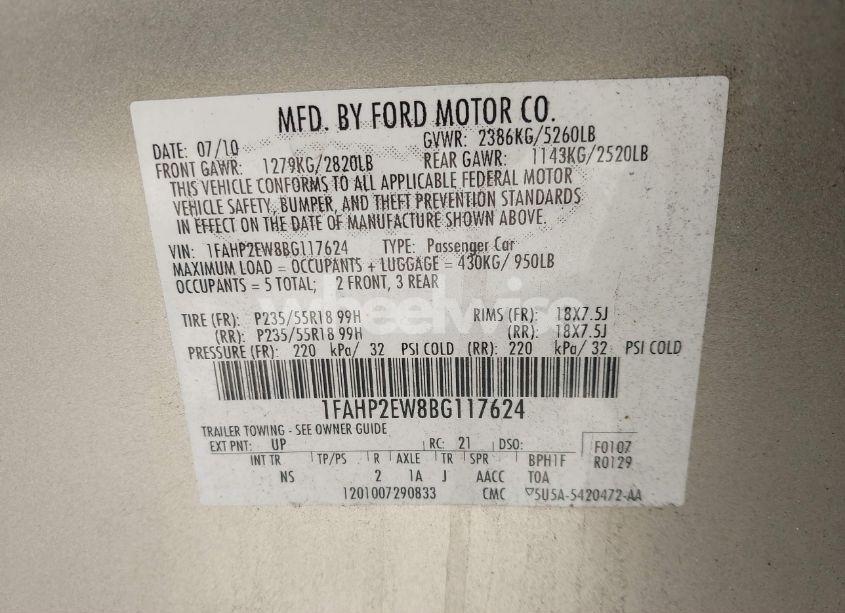 MFD. BY FORD MOTOR CO.
DATE: 07/10 GVWR: 2386KG/5260LB
FRONT GAWR: 1279KG/2820LB REAR GAWR: 1143KG/2520LB
THIS VEHICLE CONFORMS TO ALL APPLICABLE FEDERAL MOTOR
VEHICLE SAFETY, BUMPER, AND THEFT PREVENTION STANDARDS
IN EFFECT ON THE DATE OF MANUFACTURE SHOWN ABOVE.
VIN: 1FAHP2EW8BG117624 TYPE: Passenger Car
MAXIMUM LOAD = OCCUPANTS + LUGGAGE = 430KG/ 950LB
OCCUPANTS = 5 TOTAL; 2 FRONT, 3 REAR
wheelwise
TIRE (FR): P235/55R18 99H RIMS (FR): 18X7.5J
(RR): P235/55R18 99H (RR): 18X7.5J
PRESSURE (FR): 220 kPa/ 32 PSI COLD (RR): 220 kPa/ 32 PSI COLD
1FAHP2EW8BG117624
TRAILER TOWING - SEE OWNER GUIDE
EXT PNT: UP RC: 21 DSO: F0107
INT TR TP/PS R AXLE TR SPR BPH1F R0129
NS 2 1A J AACC TOA
1201007290833 CMC ▽5U5A-5420472-AA